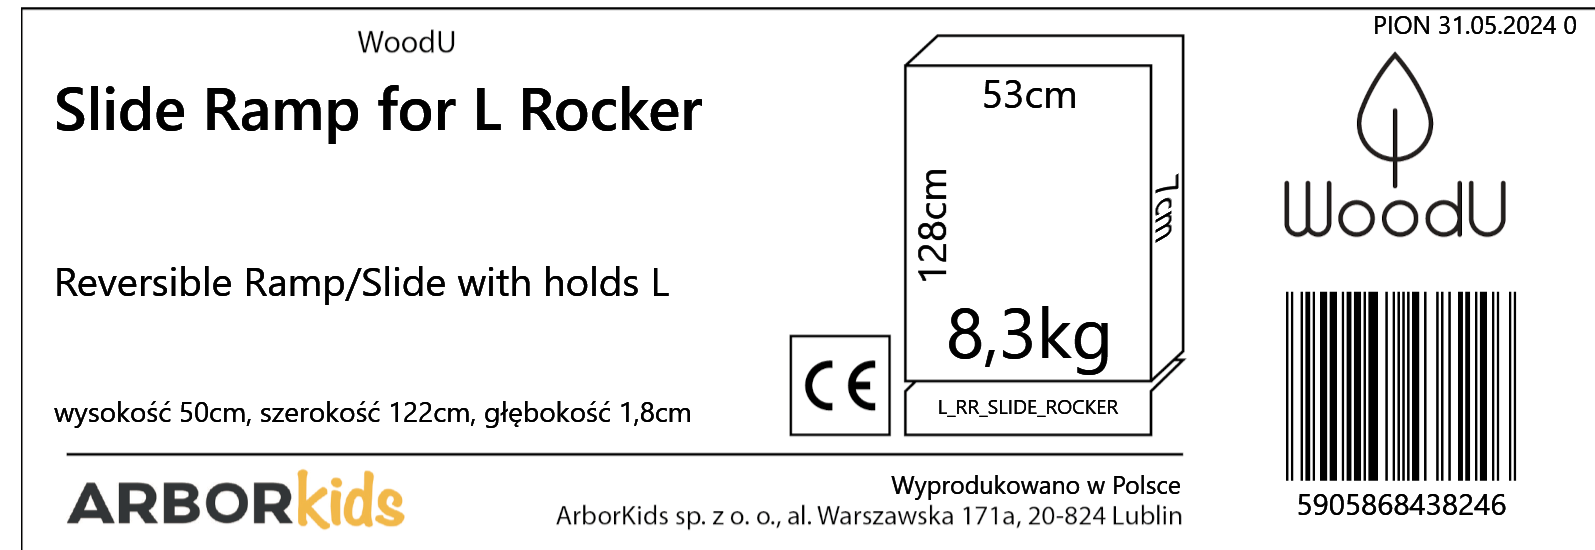 PION 31.05.2024 0
WoodU
Slide Ramp for L Rocker
Reversible Ramp/Slide with holds L
wysokość 50cm, szerokość 122cm, głębokość 1,8cm
53cm
128cm
7cm
8,3kg
CE
L_RR_SLIDE_ROCKER
WoodU
5905868438246
ARBORkids
Wyprodukowano w Polsce
ArborKids sp. z o. o., al. Warszawska 171a, 20-824 Lublin